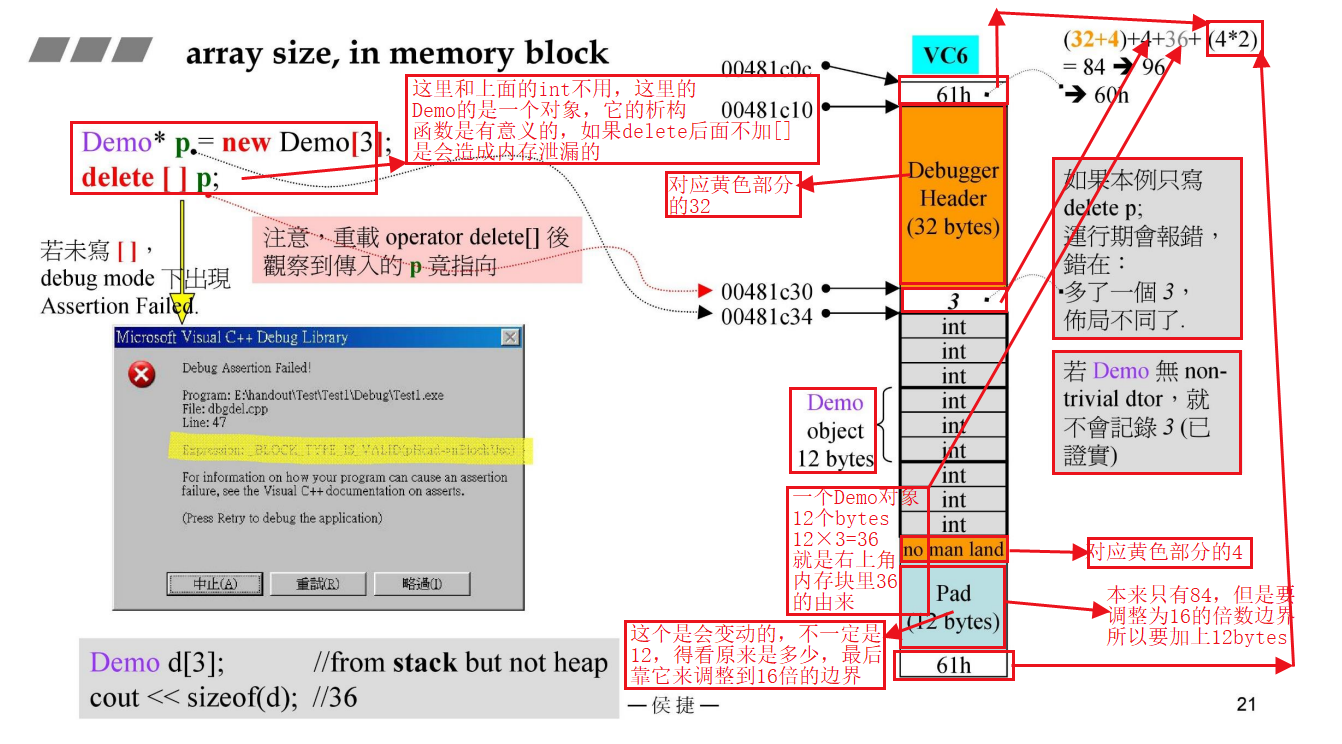 array size, in memory block
VC6
(32+4)+4+36+ (4*2)
= 84 ➔ 96
➔ 60h
00481c0c
61h
00481c10
这里和上面的int不用，这里的
Demo的是一个对象，它的析构
函数是有意义的，如果delete后面不加[]
是会造成内存泄漏的
Demo* p = new Demo[3];
delete [ ] p;
Debugger
Header
(32 bytes)
对应黄色部分
的32
如果本例只寫
delete p;
運行期會報錯，
錯在：
多了一個 3，
佈局不同了.
若未寫 [ ]，
debug mode 下出現
Assertion Failed.
注意，重載 operator delete[] 後
觀察到傳入的 p 竟指向
00481c30
3
00481c34
int
int
int
int
int
int
int
int
int
Demo
object
12 bytes
若 Demo 無 non-
trivial dtor，就
不會記錄 3 (已
證實)
Microsoft Visual C++ Debug Library
Debug Assertion Failed!
Program: E:\handout\Test\Test1\Debug\Test1.exe
File: dbgdel.cpp
Line: 47
Expression: _BLOCK_TYPE_IS_VALID(pHead->nBlockUse)
For information on how your program can cause an assertion
failure, see the Visual C++ documentation on asserts.
(Press Retry to debug the application)
中止(A)
重試(R)
略過(I)
一个Demo对象
12个bytes
12×3=36
就是右上角
内存块里36
的由来
no man land
对应黄色部分的4
Pad
(12 bytes)
本来只有84，但是要
调整为16的倍数边界
所以要加上12bytes
这个是会变动的，不一定是
12，得看原来是多少，最后
靠它来调整到16倍的边界
61h
Demo d[3]; //from stack but not heap
cout << sizeof(d); //36
—侯捷—
21